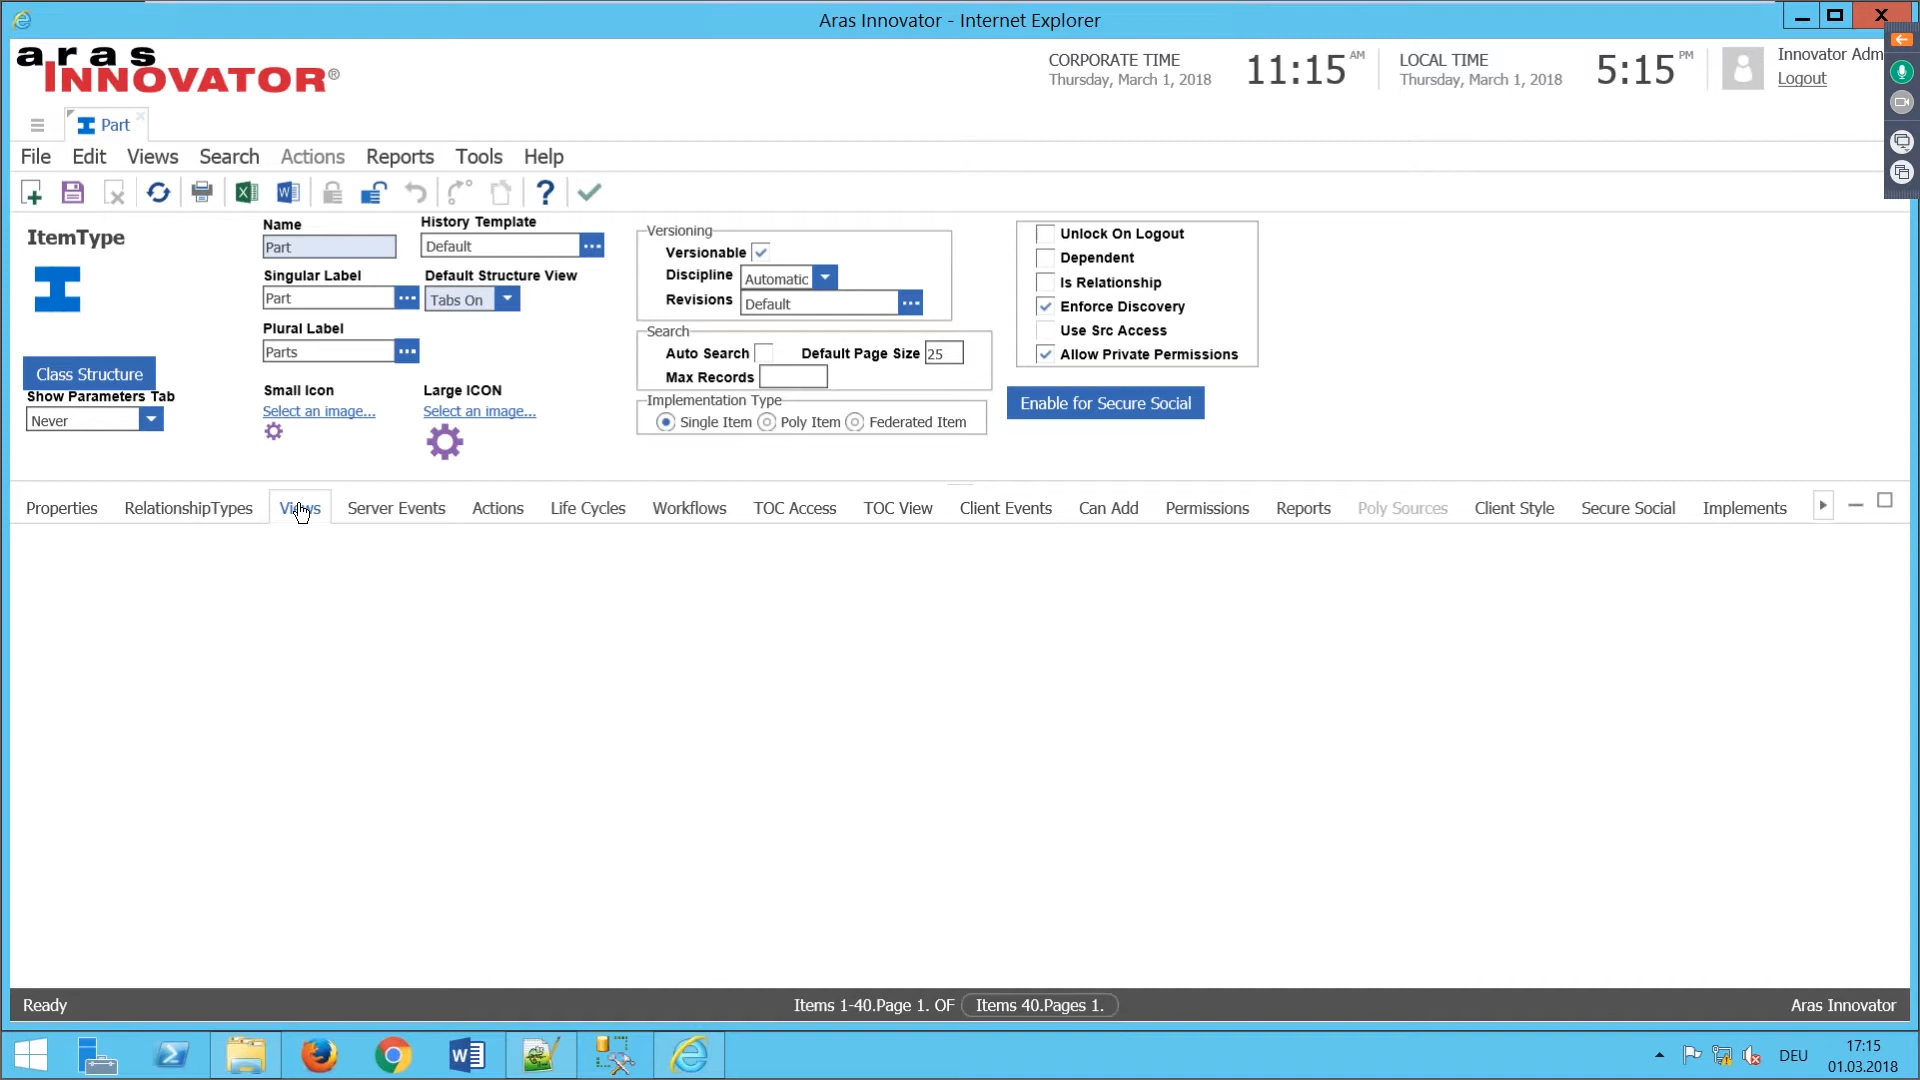 Aras Innovator - Internet Explorer
aras
INNOVATOR®
CORPORATE TIME
Thursday, March 1, 2018
11:15 AM
LOCAL TIME
Thursday, March 1, 2018
5:15 PM
Innovator Adm
Logout
Part
File Edit Views Search Actions Reports Tools Help
ItemType
Name
Part
History Template
Default
Singular Label
Part
Default Structure View
Tabs On
Plural Label
Parts
Class Structure
Show Parameters Tab
Never
Small Icon
Select an image...
Large ICON
Select an image...
Versioning
Versionable
Discipline Automatic
Revisions Default
Search
Auto Search Default Page Size 25
Max Records
Implementation Type
Single Item Poly Item Federated Item
Unlock On Logout
Dependent
Is Relationship
Enforce Discovery
Use Src Access
Allow Private Permissions
Enable for Secure Social
Properties RelationshipTypes Views Server Events Actions Life Cycles Workflows TOC Access TOC View Client Events Can Add Permissions Reports Poly Sources Client Style Secure Social Implements
Ready Items 1-40.Page 1. OF Items 40.Pages 1. Aras Innovator
DEU
17:15
01.03.2018